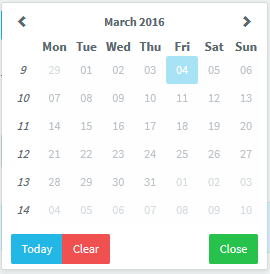 March 2016
Mon Tue Wed Thu Fri Sat Sun
9 29 01 02 03 04 05 06
10 07 08 09 10 11 12 13
11 14 15 16 17 18 19 20
12 21 22 23 24 25 26 27
13 28 29 30 31 01 02 03
14 04 05 06 07 08 09 10
Today Clear Close